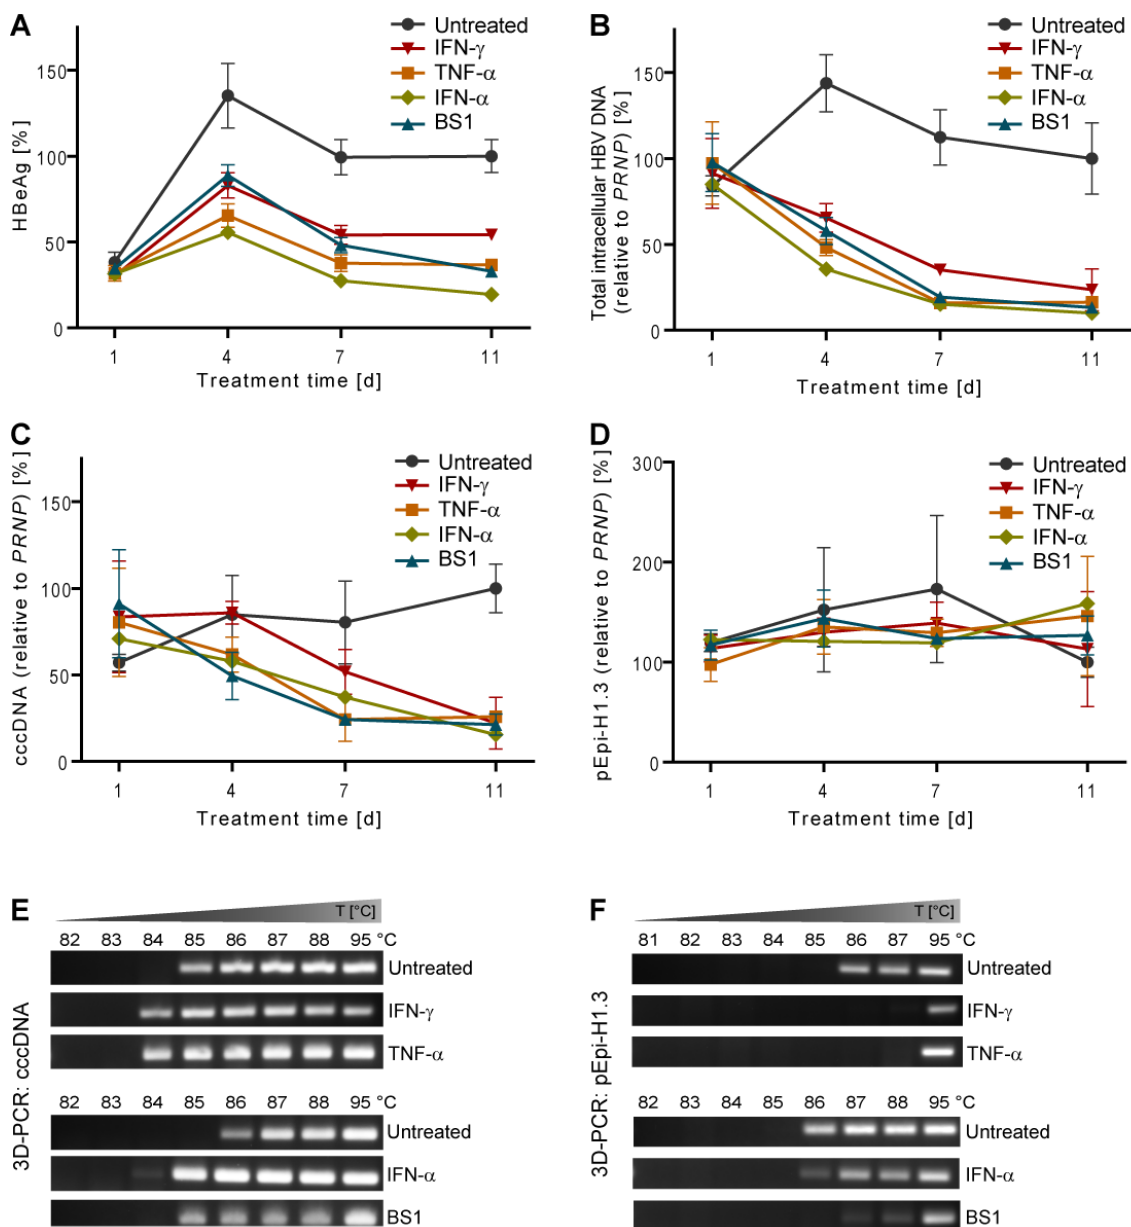 A
HBeAg [%]
150
100
50
0
1 4 7 11
Treatment time [d]
Untreated
IFN-γ
TNF-α
IFN-α
BS1
B
Total intracellular HBV DNA
(relative to PRNP) [%]
150
100
50
0
1 4 7 11
Treatment time [d]
Untreated
IFN-γ
TNF-α
IFN-α
BS1
C
cccDNA (relative to PRNP) [%]
150
100
50
0
1 4 7 11
Treatment time [d]
Untreated
IFN-γ
TNF-α
IFN-α
BS1
D
pEpi-H1.3 (relative to PRNP) [%]
300
200
100
0
1 4 7 11
Treatment time [d]
Untreated
IFN-γ
TNF-α
IFN-α
BS1
E
3D-PCR: cccDNA
T [°C]
82 83 84 85 86 87 88 95 °C
Untreated
IFN-γ
TNF-α
82 83 84 85 86 87 88 95 °C
Untreated
IFN-α
BS1
F
3D-PCR: pEpi-H1.3
T [°C]
81 82 83 84 85 86 87 95 °C
Untreated
IFN-γ
TNF-α
82 83 84 85 86 87 88 95 °C
Untreated
IFN-α
BS1